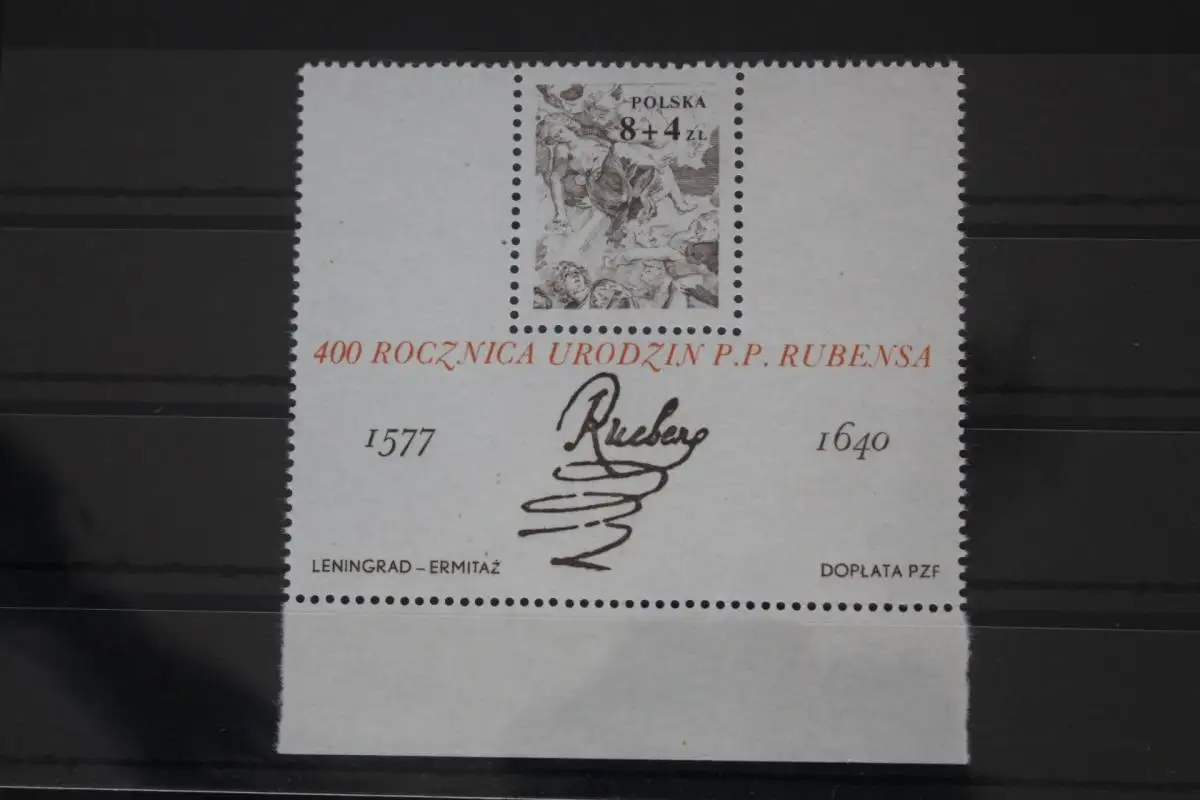 POLSKA
8+4 ZŁ
400 ROCZNICA URODZIN P.P. RUBENSA
1577
1640
LENINGRAD – ERMITAŻ
DOPŁATA PZF